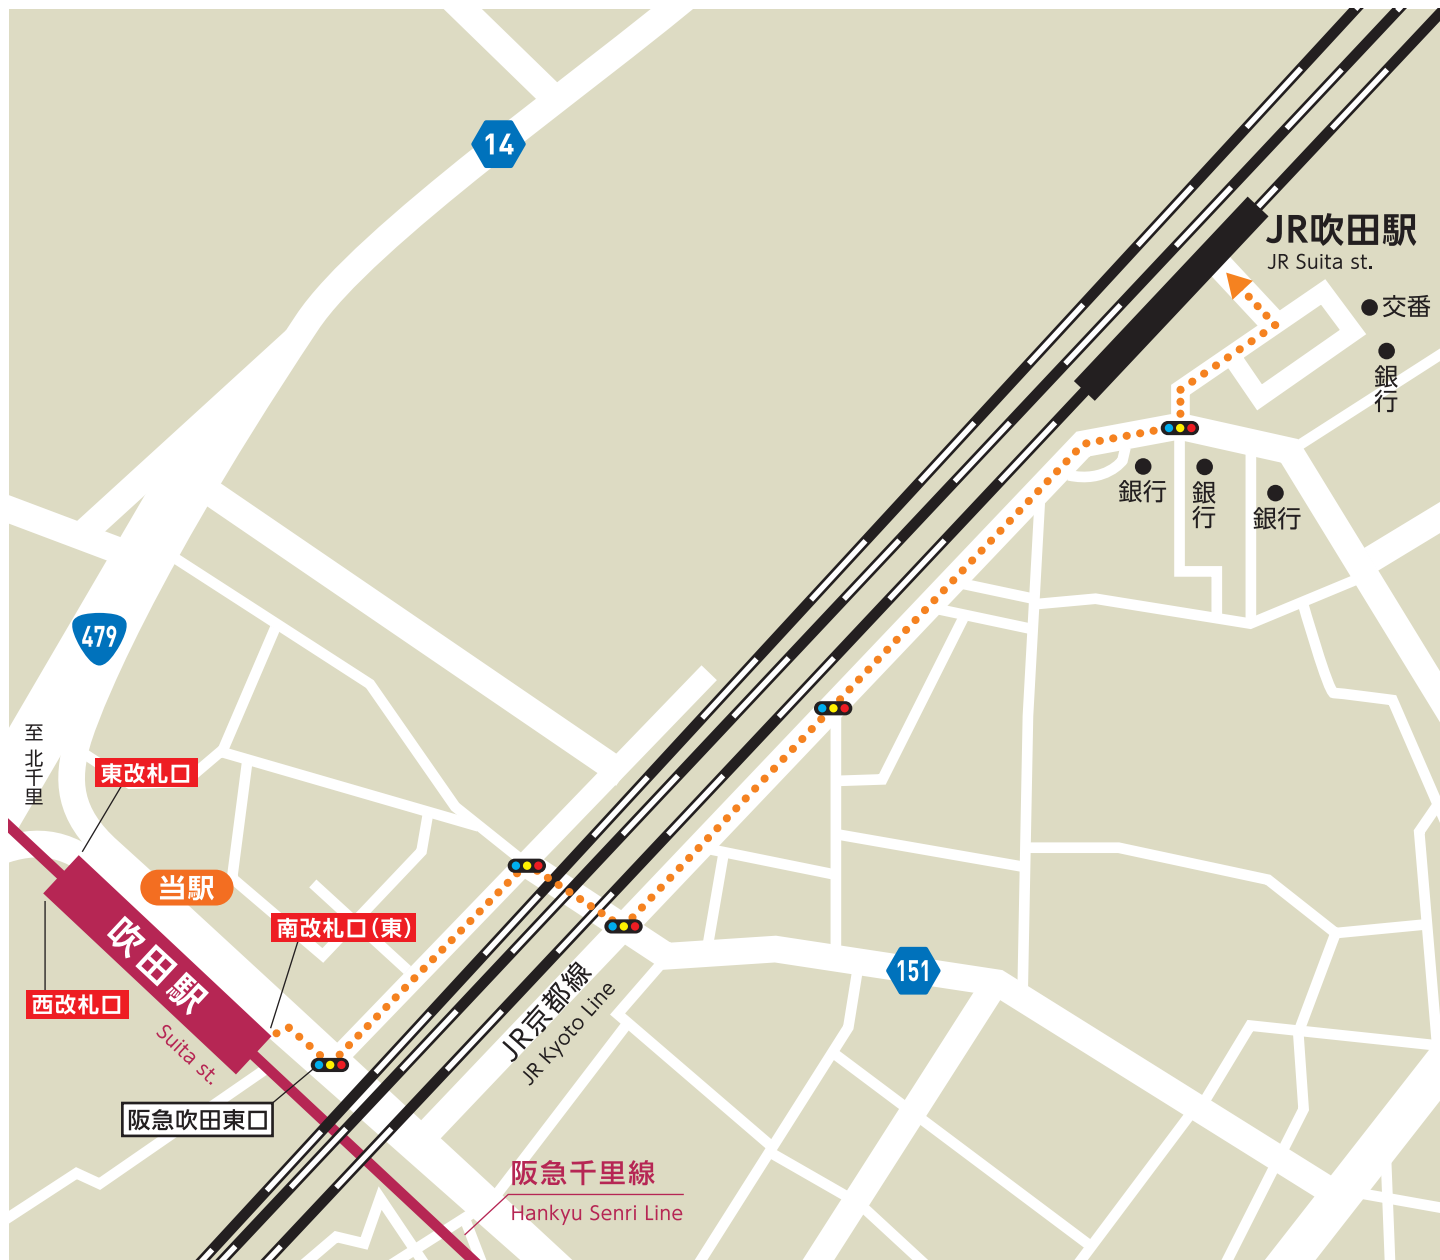 14
JR吹田駅
JR Suita st.
交番
銀行
銀行
銀行
銀行
479
至 北千里
東改札口
当駅
吹田駅
Suita st.
南改札口(東)
西改札口
151
JR京都線
JR Kyoto Line
阪急吹田東口
阪急千里線
Hankyu Senri Line